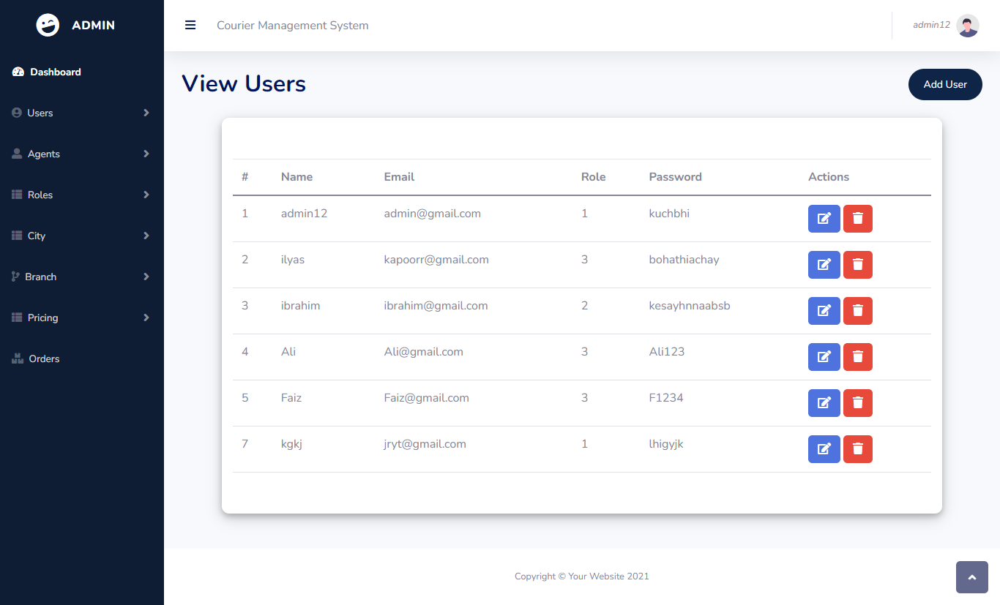 ADMIN
Courier Management System
admin12
Dashboard
Users
Agents
Roles
City
Branch
Pricing
Orders
View Users
Add User
# Name Email Role Password Actions
1 admin12 admin@gmail.com 1 kuchbhi
2 ilyas kapoorr@gmail.com 3 bohathiachay
3 ibrahim ibrahim@gmail.com 2 kesayhnnaabsb
4 Ali Ali@gmail.com 3 Ali123
5 Faiz Faiz@gmail.com 3 F1234
7 kgkj jryt@gmail.com 1 lhigyjk
Copyright © Your Website 2021